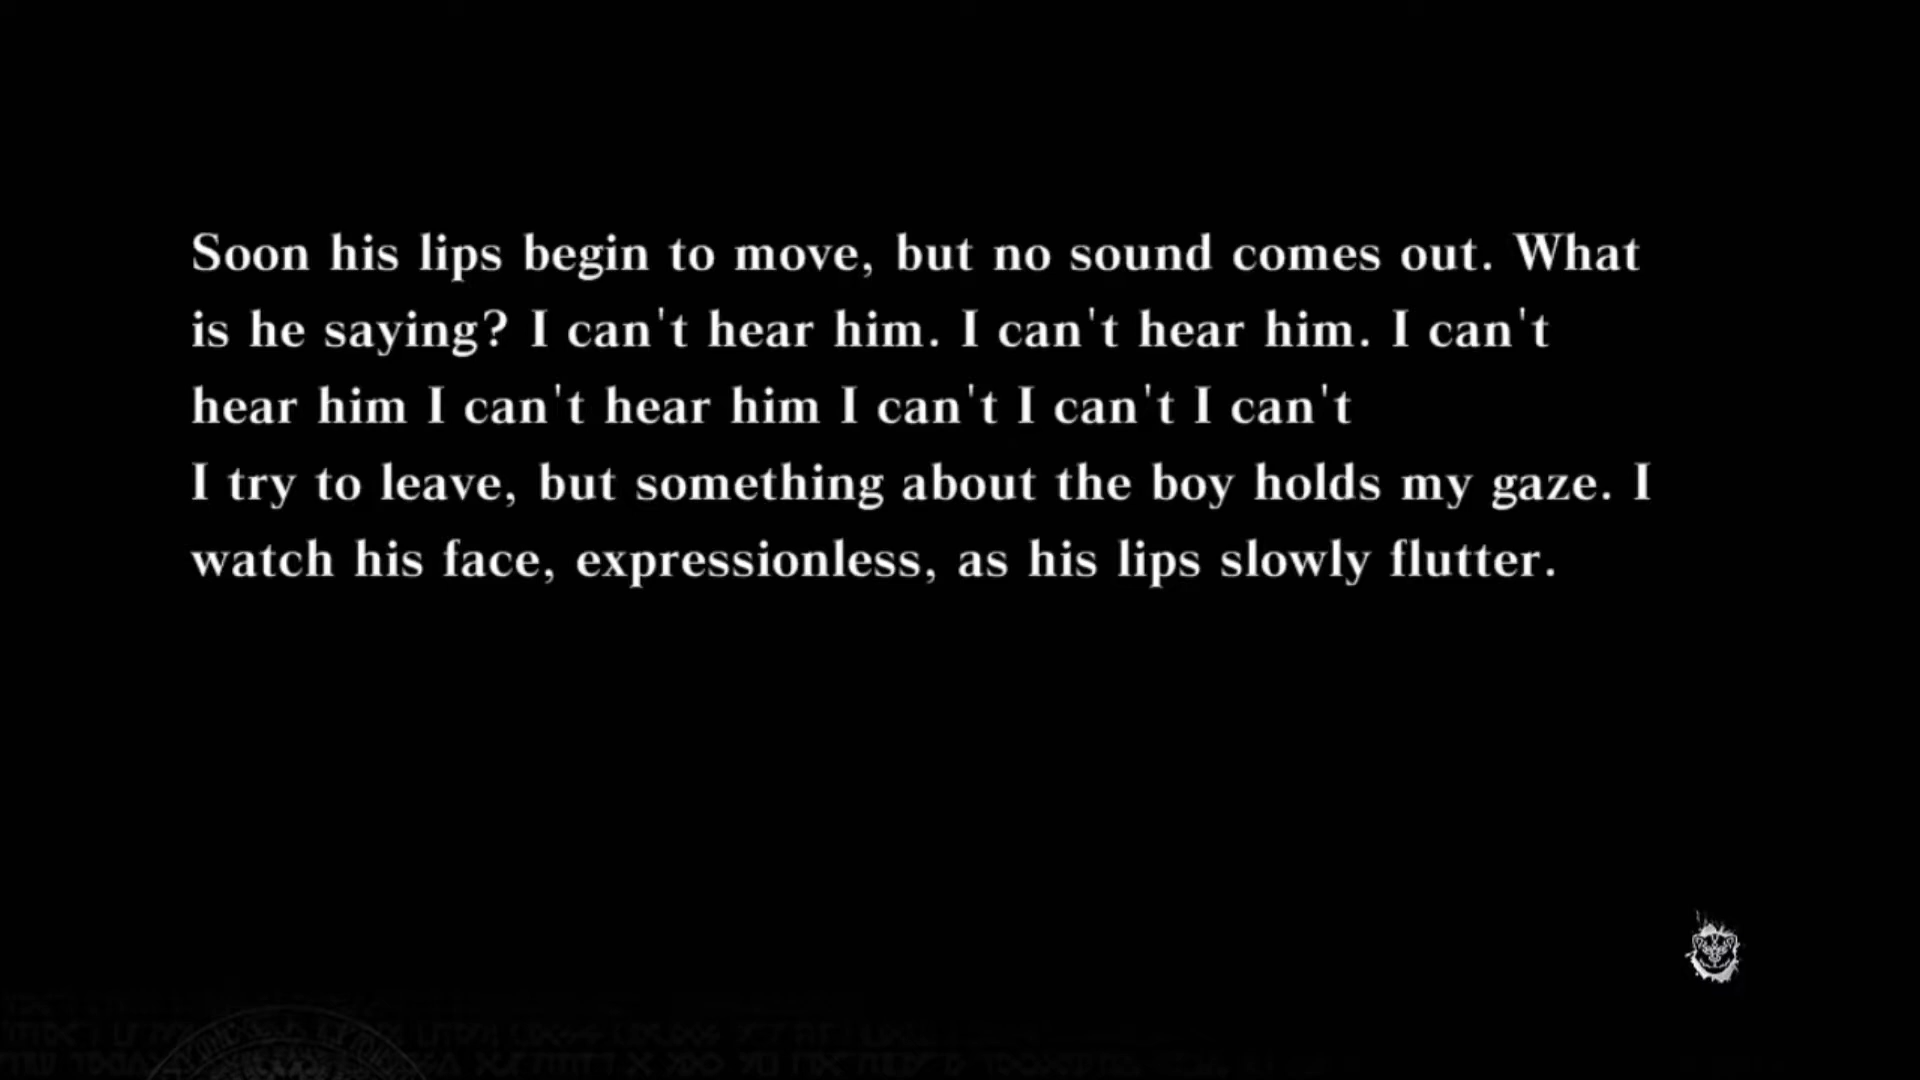 Soon his lips begin to move, but no sound comes out. What
is he saying? I can't hear him. I can't hear him. I can't
hear him I can't hear him I can't I can't I can't
I try to leave, but something about the boy holds my gaze. I
watch his face, expressionless, as his lips slowly flutter.